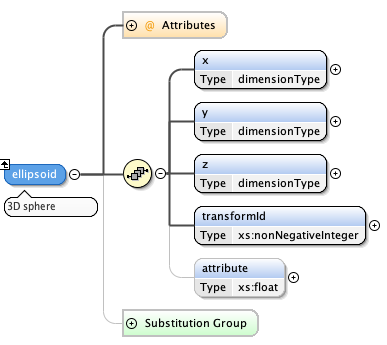 @ Attributes
x
Type dimensionType
y
Type dimensionType
ellipsoid
z
Type dimensionType
3D sphere
transformId
Type xs:nonNegativeInteger
attribute
Type xs:float
Substitution Group